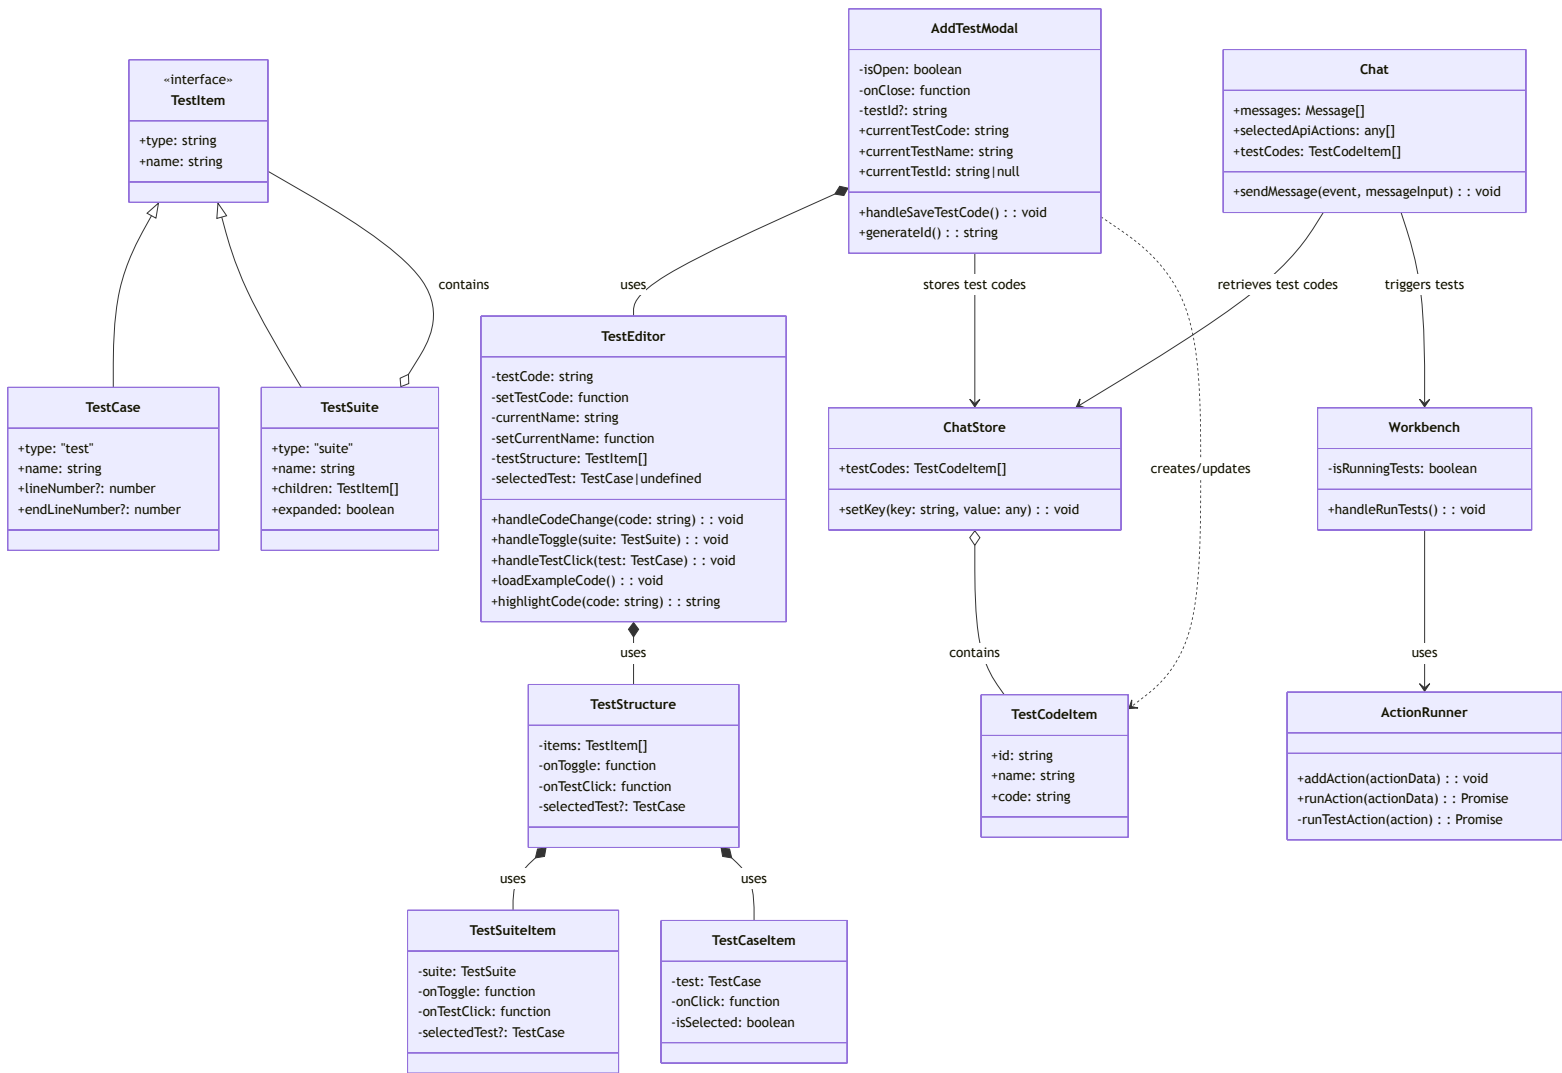 «interface»
TestItem
+type: string
+name: string
AddTestModal
-isOpen: boolean
-onClose: function
-testId?: string
+currentTestCode: string
+currentTestName: string
+currentTestId: string|null
+handleSaveTestCode() : : void
+generateId() : : string
Chat
+messages: Message[]
+selectedApiActions: any[]
+testCodes: TestCodeItem[]
+sendMessage(event, messageInput) : : void
contains
uses
stores test codes
retrieves test codes
triggers tests
TestCase
+type: "test"
+name: string
+lineNumber?: number
+endLineNumber?: number
TestSuite
+type: "suite"
+name: string
+children: TestItem[]
+expanded: boolean
TestEditor
-testCode: string
-setTestCode: function
-currentName: string
-setCurrentName: function
-testStructure: TestItem[]
-selectedTest: TestCase|undefined
+handleCodeChange(code: string) : : void
+handleToggle(suite: TestSuite) : : void
+handleTestClick(test: TestCase) : : void
+loadExampleCode() : : void
+highlightCode(code: string) : : string
ChatStore
+testCodes: TestCodeItem[]
+setKey(key: string, value: any) : : void
creates/updates
Workbench
-isRunningTests: boolean
+handleRunTests() : : void
uses
contains
uses
TestStructure
-items: TestItem[]
-onToggle: function
-onTestClick: function
-selectedTest?: TestCase
TestCodeItem
+id: string
+name: string
+code: string
ActionRunner
+addAction(actionData) : : void
+runAction(actionData) : : Promise
-runTestAction(action) : : Promise
uses
uses
TestSuiteItem
-suite: TestSuite
-onToggle: function
-onTestClick: function
-selectedTest?: TestCase
TestCaseItem
-test: TestCase
-onClick: function
-isSelected: boolean